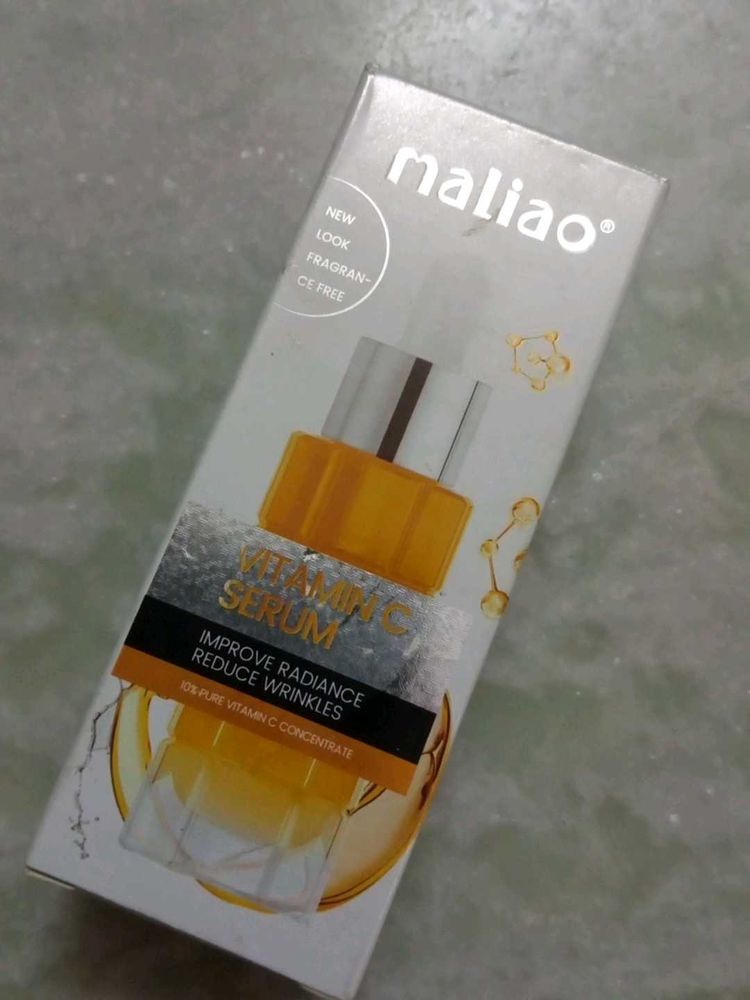 maliao®
NEW
LOOK
FRAGRAN-
CE FREE
VITAMIN C
SERUM
IMPROVE RADIANCE
REDUCE WRINKLES
10% PURE VITAMIN C CONCENTRATE